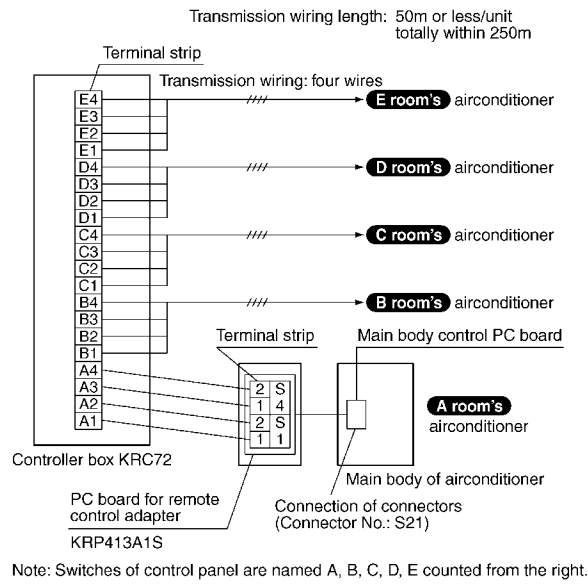 Transmission wiring length: 50m or less/unit
totally within 250m
Terminal strip
Transmission wiring: four wires
E4
E3
E2
E1
D4
D3
D2
D1
C4
C3
C2
C1
B4
B3
B2
B1
A4
A3
A2
A1
E room's airconditioner
D room's airconditioner
C room's airconditioner
B room's airconditioner
Terminal strip
Main body control PC board
2 S
1 4
2 S
1 1
A room's
airconditioner
Controller box KRC72
Main body of airconditioner
PC board for remote
control adapter
KRP413A1S
Connection of connectors
(Connector No.: S21)
Note: Switches of control panel are named A, B, C, D, E counted from the right.